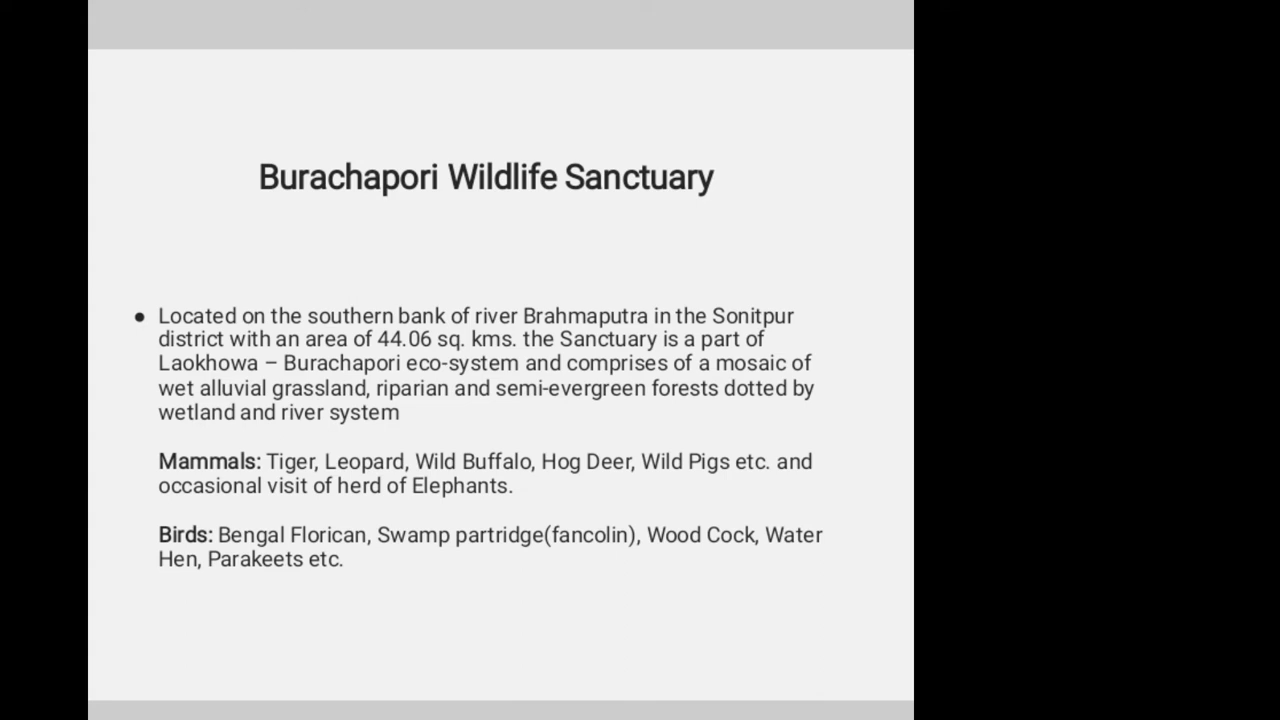 Burachapori Wildlife Sanctuary
● Located on the southern bank of river Brahmaputra in the Sonitpur
district with an area of 44.06 sq. kms. the Sanctuary is a part of
Laokhowa – Burachapori eco-system and comprises of a mosaic of
wet alluvial grassland, riparian and semi-evergreen forests dotted by
wetland and river system
Mammals: Tiger, Leopard, Wild Buffalo, Hog Deer, Wild Pigs etc. and
occasional visit of herd of Elephants.
Birds: Bengal Florican, Swamp partridge(fancolin), Wood Cock, Water
Hen, Parakeets etc.